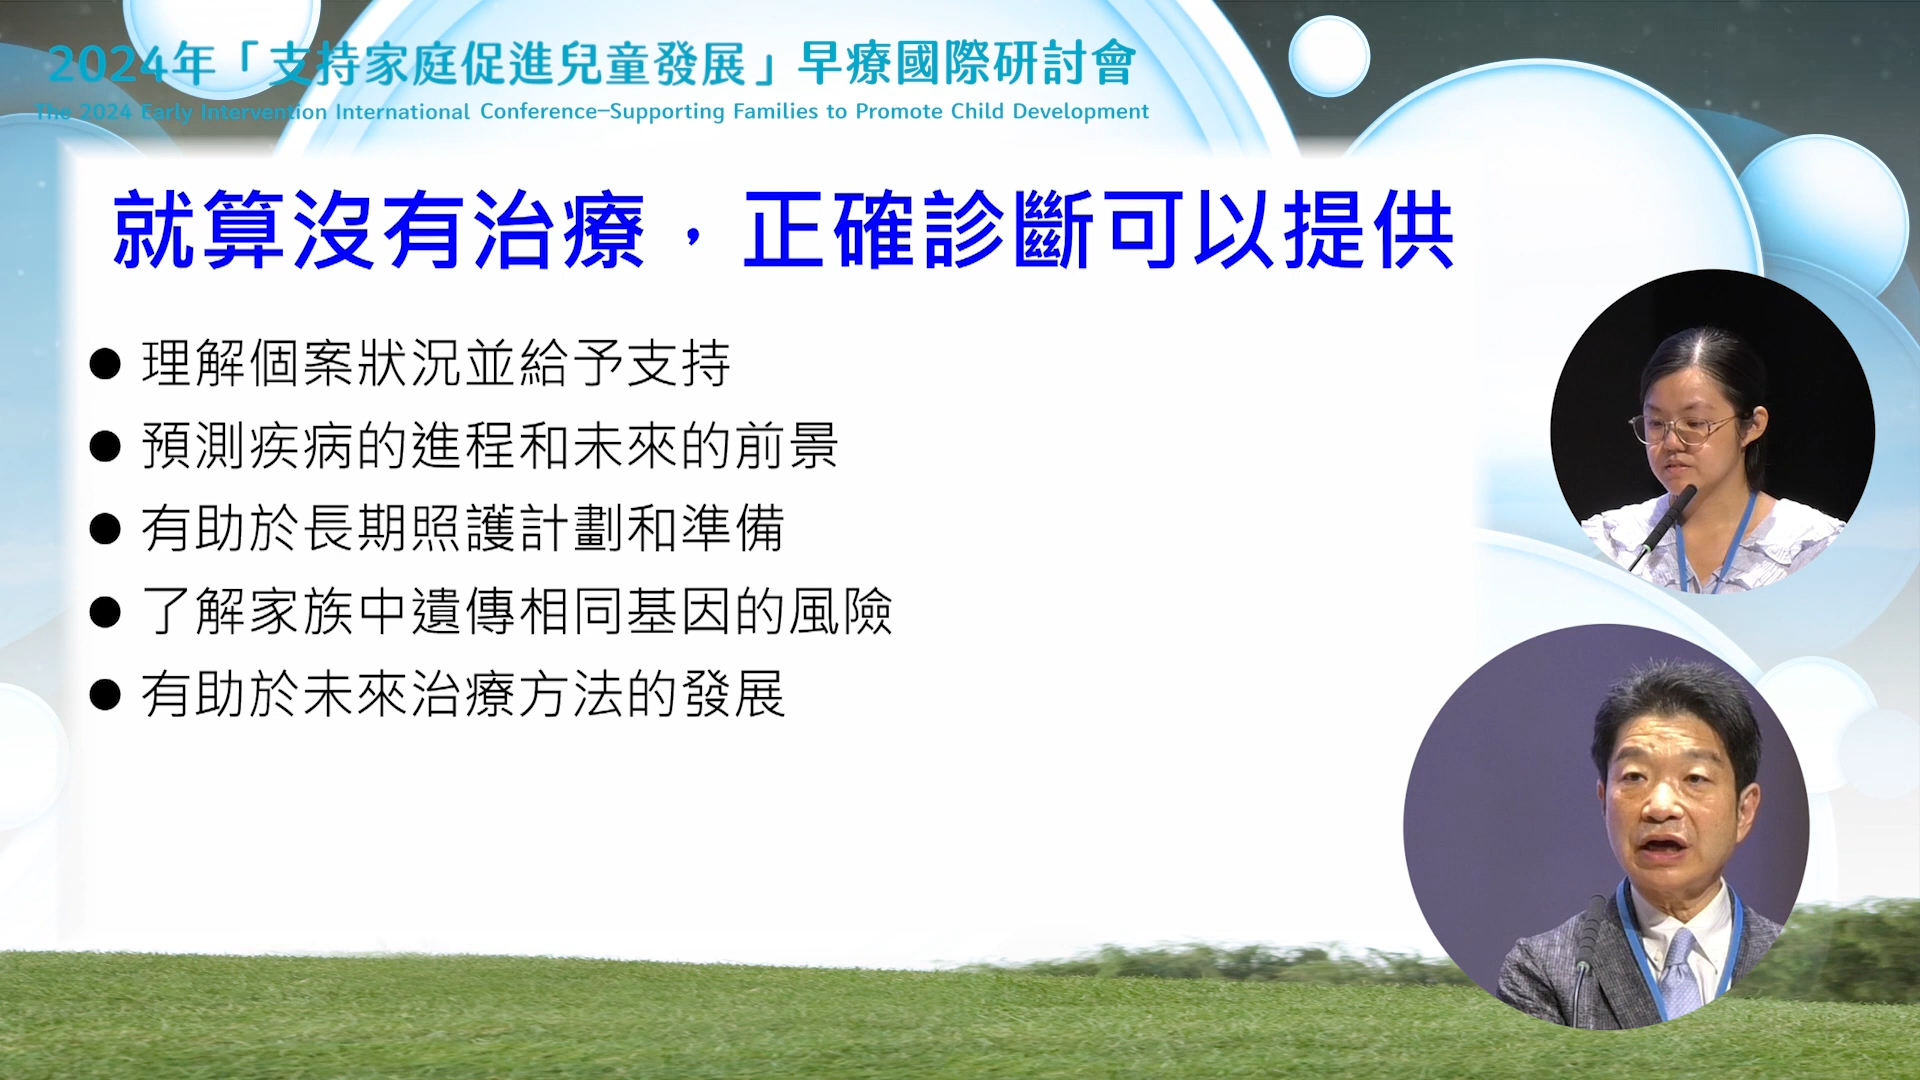 2024年「支持家庭促進兒童發展」早療國際研討會
The 2024 Early Intervention International Conference-Supporting Families to Promote Child Development
就算沒有治療，正確診斷可以提供
● 理解個案狀況並給予支持
● 預測疾病的進程和未來的前景
● 有助於長期照護計劃和準備
● 了解家族中遺傳相同基因的風險
● 有助於未來治療方法的發展